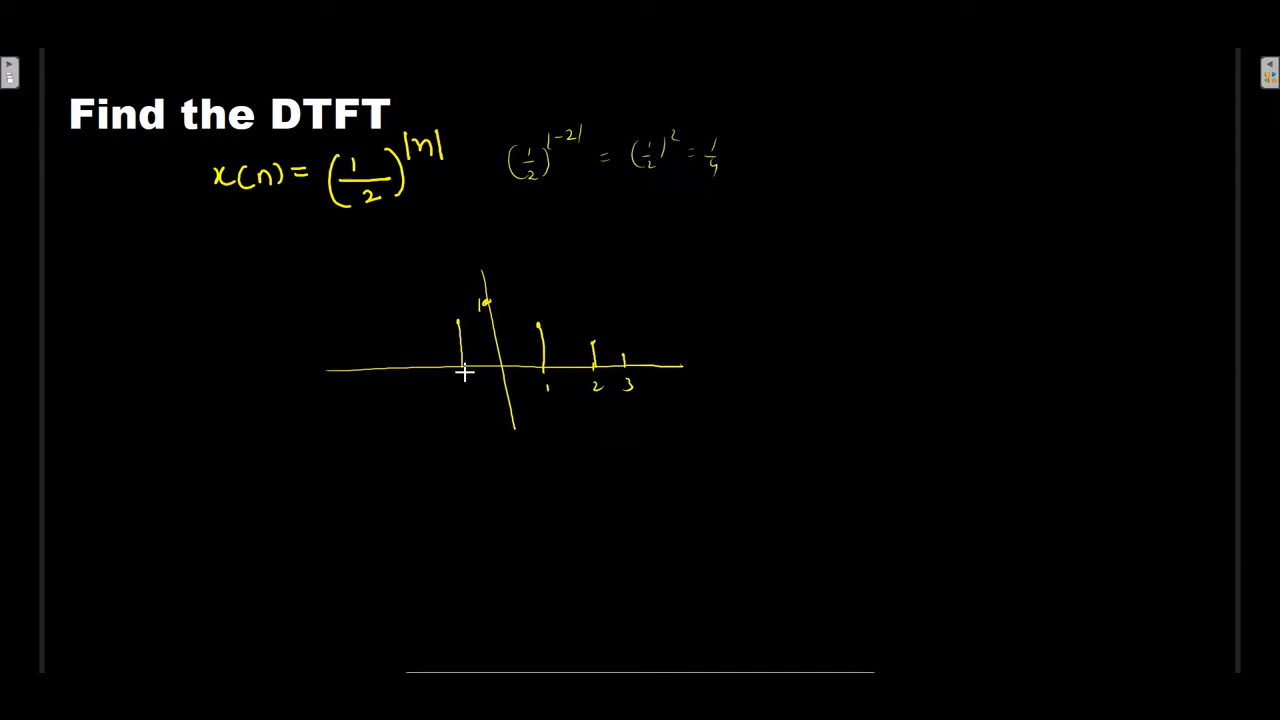 Find the DTFT
x(n) = (1/2)^|n|
(1/2)^|-2| = (1/2)^2 = 1/4
1
1 2 3